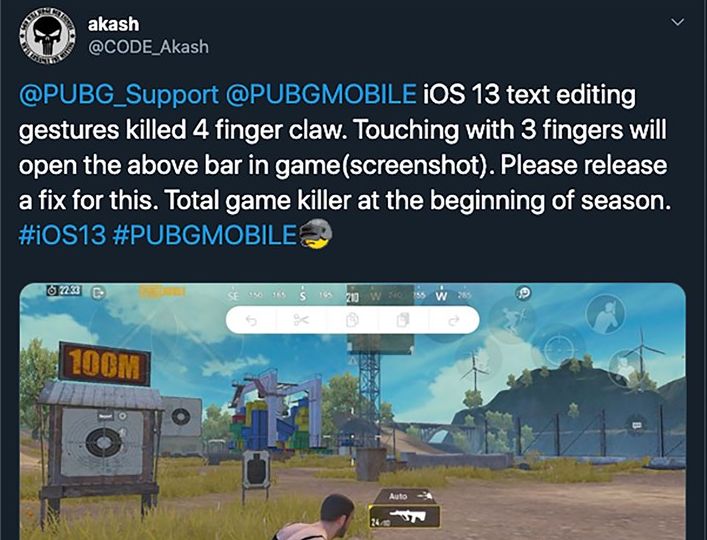 akash
@CODE_Akash
@PUBG_Support @PUBGMOBILE iOS 13 text editing
gestures killed 4 finger claw. Touching with 3 fingers will
open the above bar in game(screenshot). Please release
a fix for this. Total game killer at the beginning of season.
#iOS13 #PUBGMOBILE
22:33
SE 150 165 S 195 210 W 240 255 W 285
100M
Auto
24